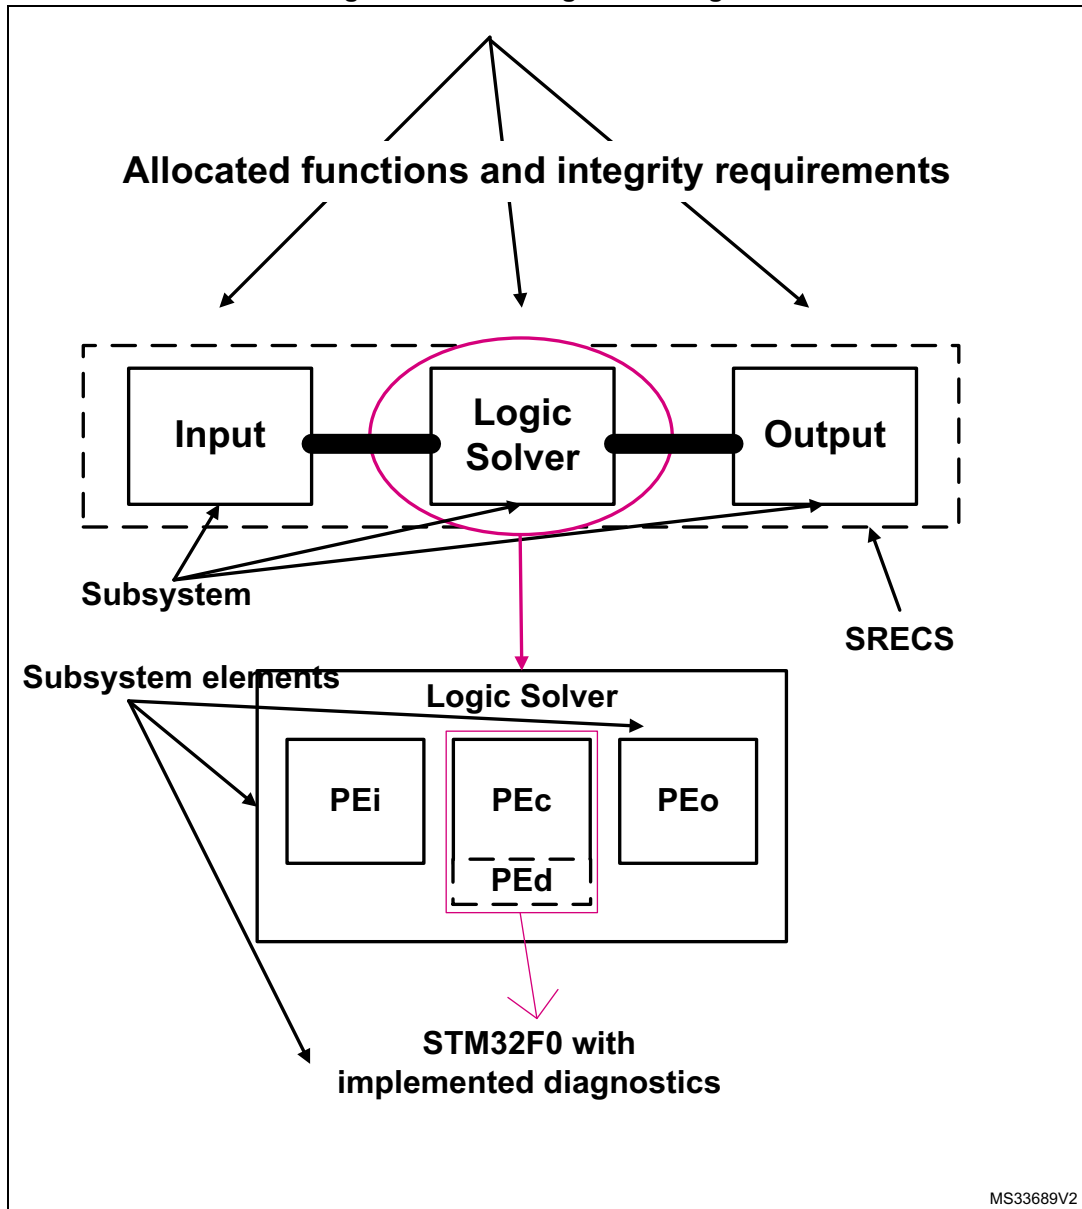 Allocated functions and integrity requirements
Input
Logic
Solver
Output
Subsystem
SRECS
Subsystem elements
Logic Solver
PEi
PEc
PEo
PEd
STM32F0 with
implemented diagnostics
MS33689V2